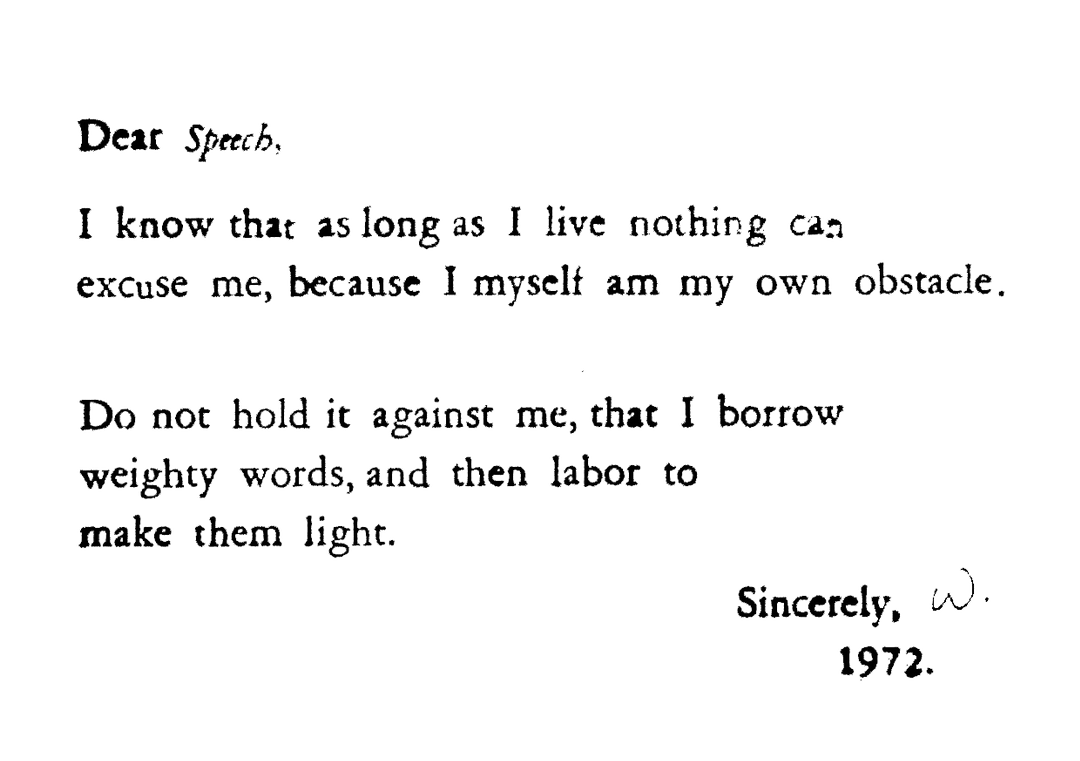 Dear Speech,
I know that as long as I live nothing can
excuse me, because I myself am my own obstacle.
Do not hold it against me, that I borrow
weighty words, and then labor to
make them light.
Sincerely, W.
1972.